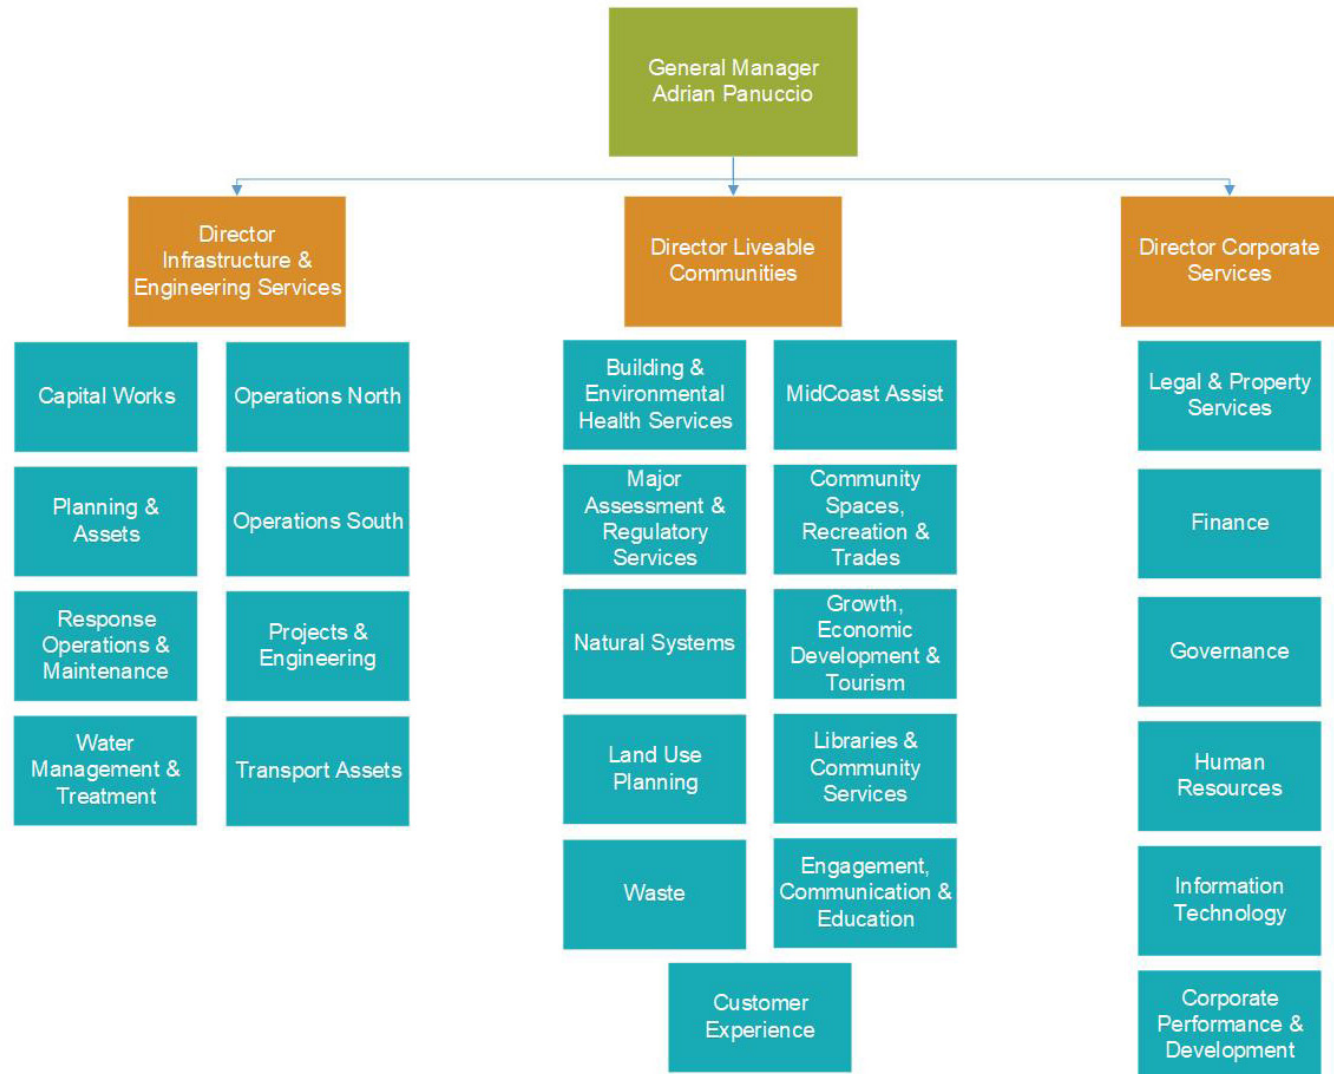 General Manager
Adrian Panuccio
Director
Infrastructure &
Engineering Services
Director Liveable
Communities
Director Corporate
Services
Capital Works
Operations North
Planning &
Assets
Operations South
Response
Operations &
Maintenance
Projects &
Engineering
Water
Management &
Treatment
Transport Assets
Building &
Environmental
Health Services
MidCoast Assist
Major
Assessment &
Regulatory
Services
Community
Spaces,
Recreation &
Trades
Natural Systems
Growth,
Economic
Development &
Tourism
Land Use
Planning
Libraries &
Community
Services
Waste
Engagement,
Communication &
Education
Customer
Experience
Legal & Property
Services
Finance
Governance
Human
Resources
Information
Technology
Corporate
Performance &
Development